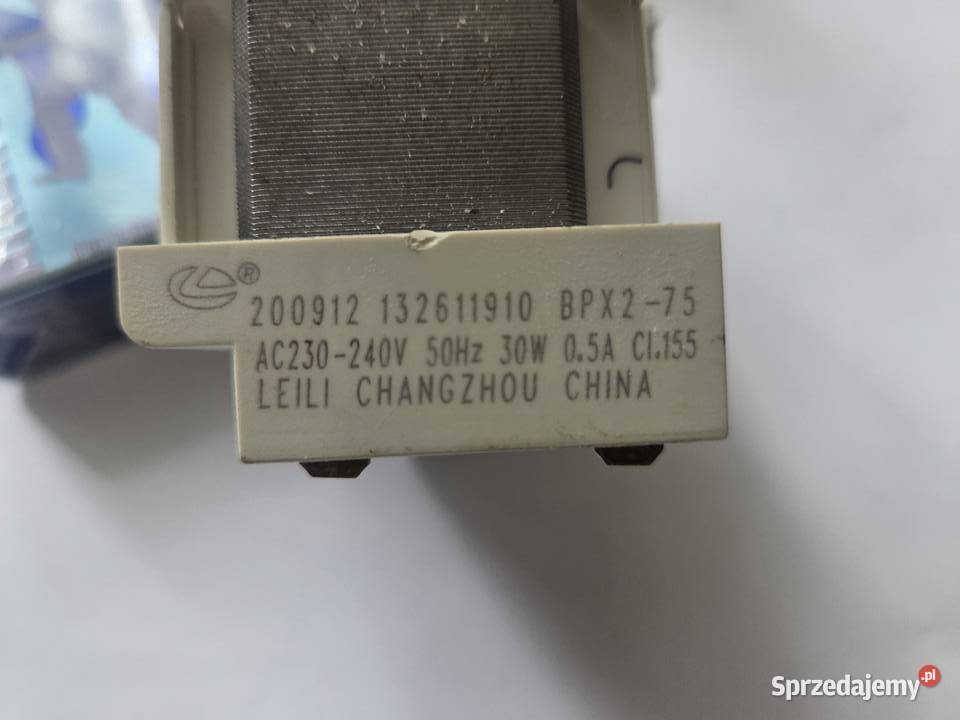 ®
200912 132611910 BPX2-75
AC230-240V 50Hz 30W 0.5A Cl.155
LEILI CHANGZHOU CHINA
Sprzedajemy.pl